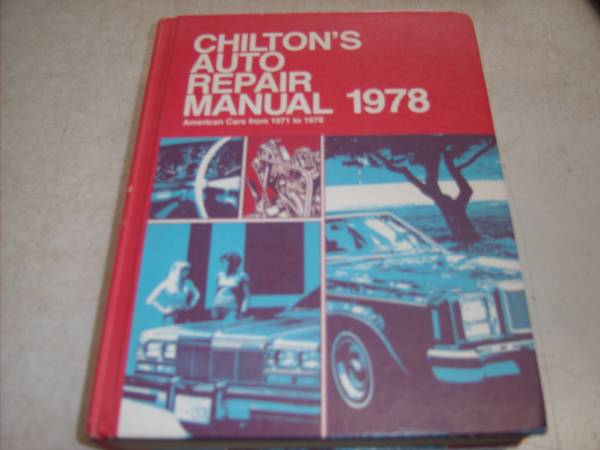 CHILTON'S
AUTO
REPAIR
MANUAL 1978
American Cars from 1971 to 1978